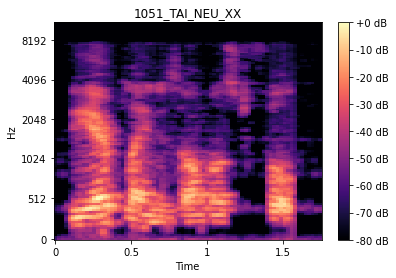 1051_TAI_NEU_XX
+0 dB
8192
-10 dB
4096
-20 dB
-30 dB
2048
Hz
-40 dB
1024
-50 dB
512
-60 dB
-70 dB
0
-80 dB
0 0.5 1 1.5
Time